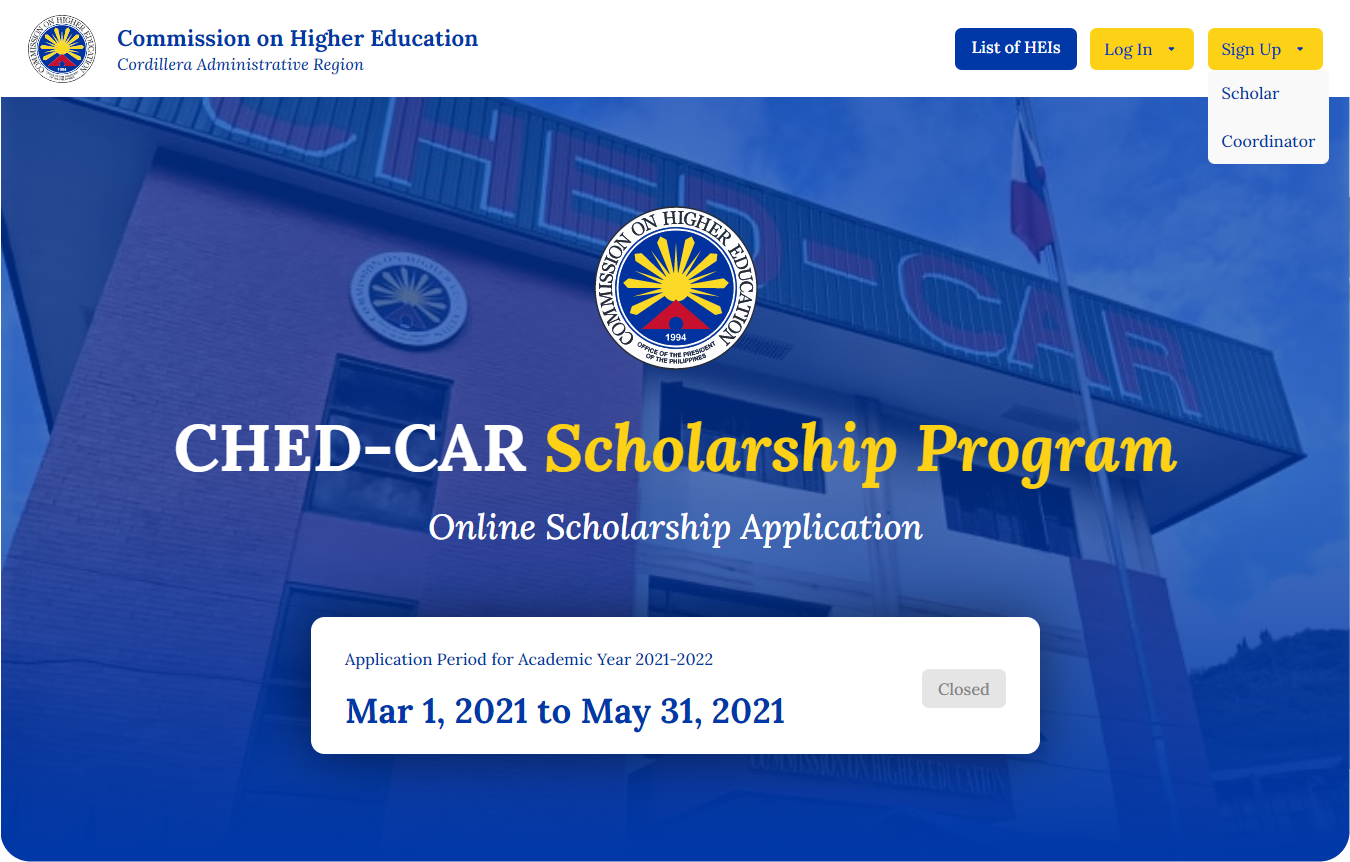 Commission on Higher Education
Cordillera Administrative Region
List of HEIs
Log In
Sign Up
Scholar
Coordinator
CHED-CAR
COMMISSION ON HIGHER EDUCATION
1994
OFFICE OF THE PRESIDENT
OF THE PHILIPPINES
CHED-CAR Scholarship Program
Online Scholarship Application
Application Period for Academic Year 2021-2022
Mar 1, 2021 to May 31, 2021
Closed
COMMISSION ON HIGHER EDUCATION